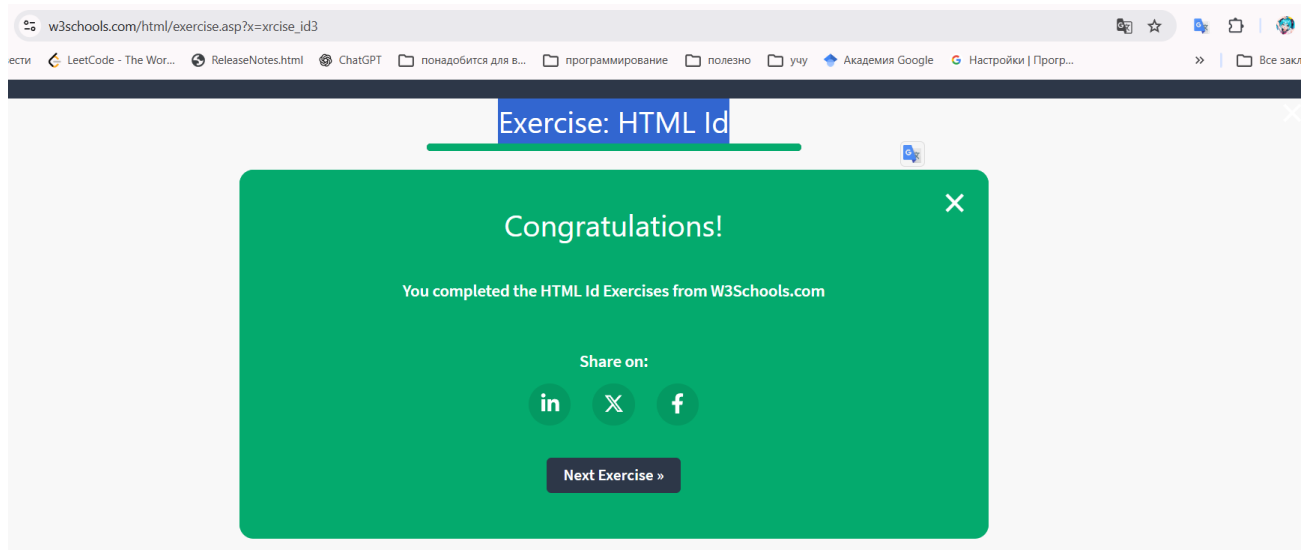 w3schools.com/html/exercise.asp?x=xrcise_id3
ести LeetCode - The Wor... ReleaseNotes.html ChatGPT понадобится для в... программирование полезно учу Академия Google Настройки | Прогр... » Все закл
Exercise: HTML Id
Congratulations!
You completed the HTML Id Exercises from W3Schools.com
Share on:
in X f
Next Exercise »